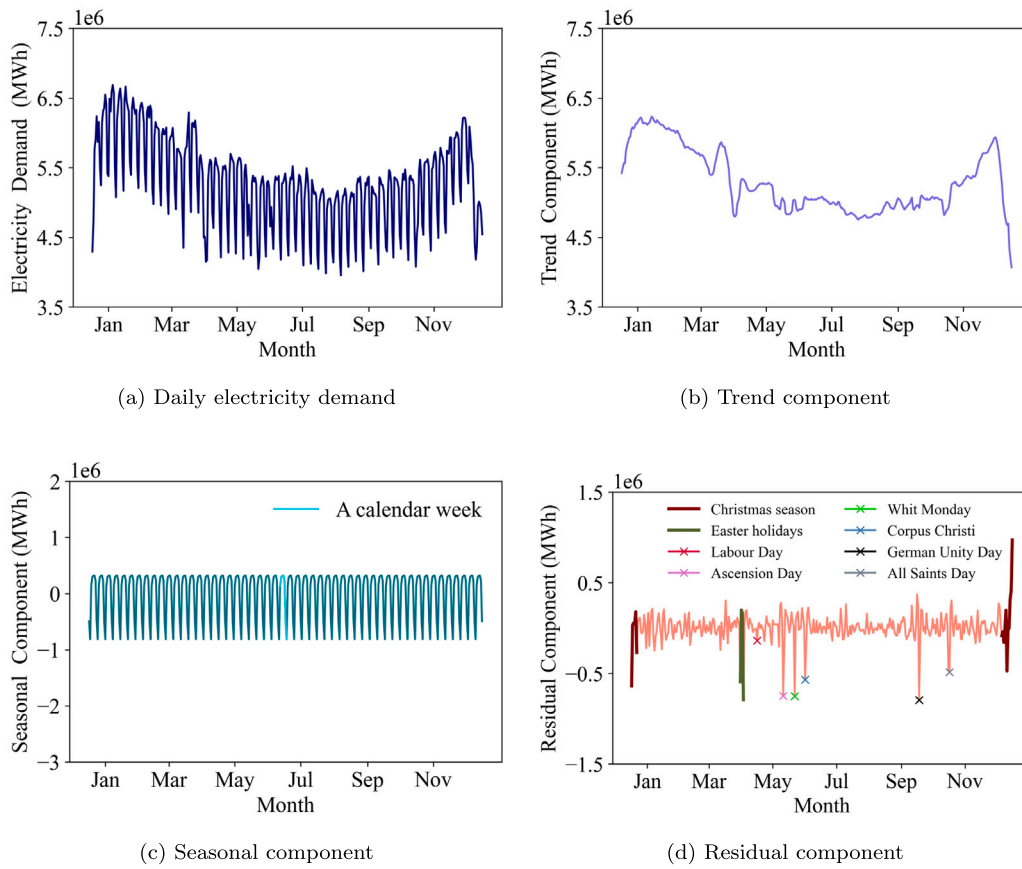 1e6
7.5
6.5
5.5
4.5
3.5
Electricity Demand (MWh)
Jan Mar May Jul Sep Nov
Month
(a) Daily electricity demand
1e6
7.5
6.5
5.5
4.5
3.5
Trend Component (MWh)
Jan Mar May Jul Sep Nov
Month
(b) Trend component
1e6
2
1
0
−1
−2
−3
Seasonal Component (MWh)
A calendar week
Jan Mar May Jul Sep Nov
Month
(c) Seasonal component
1e6
1.5
0.5
−0.5
−1.5
Residual Component (MWh)
Christmas season
Easter holidays
Labour Day
Ascension Day
Whit Monday
Corpus Christi
German Unity Day
All Saints Day
Jan Mar May Jul Sep Nov
Month
(d) Residual component